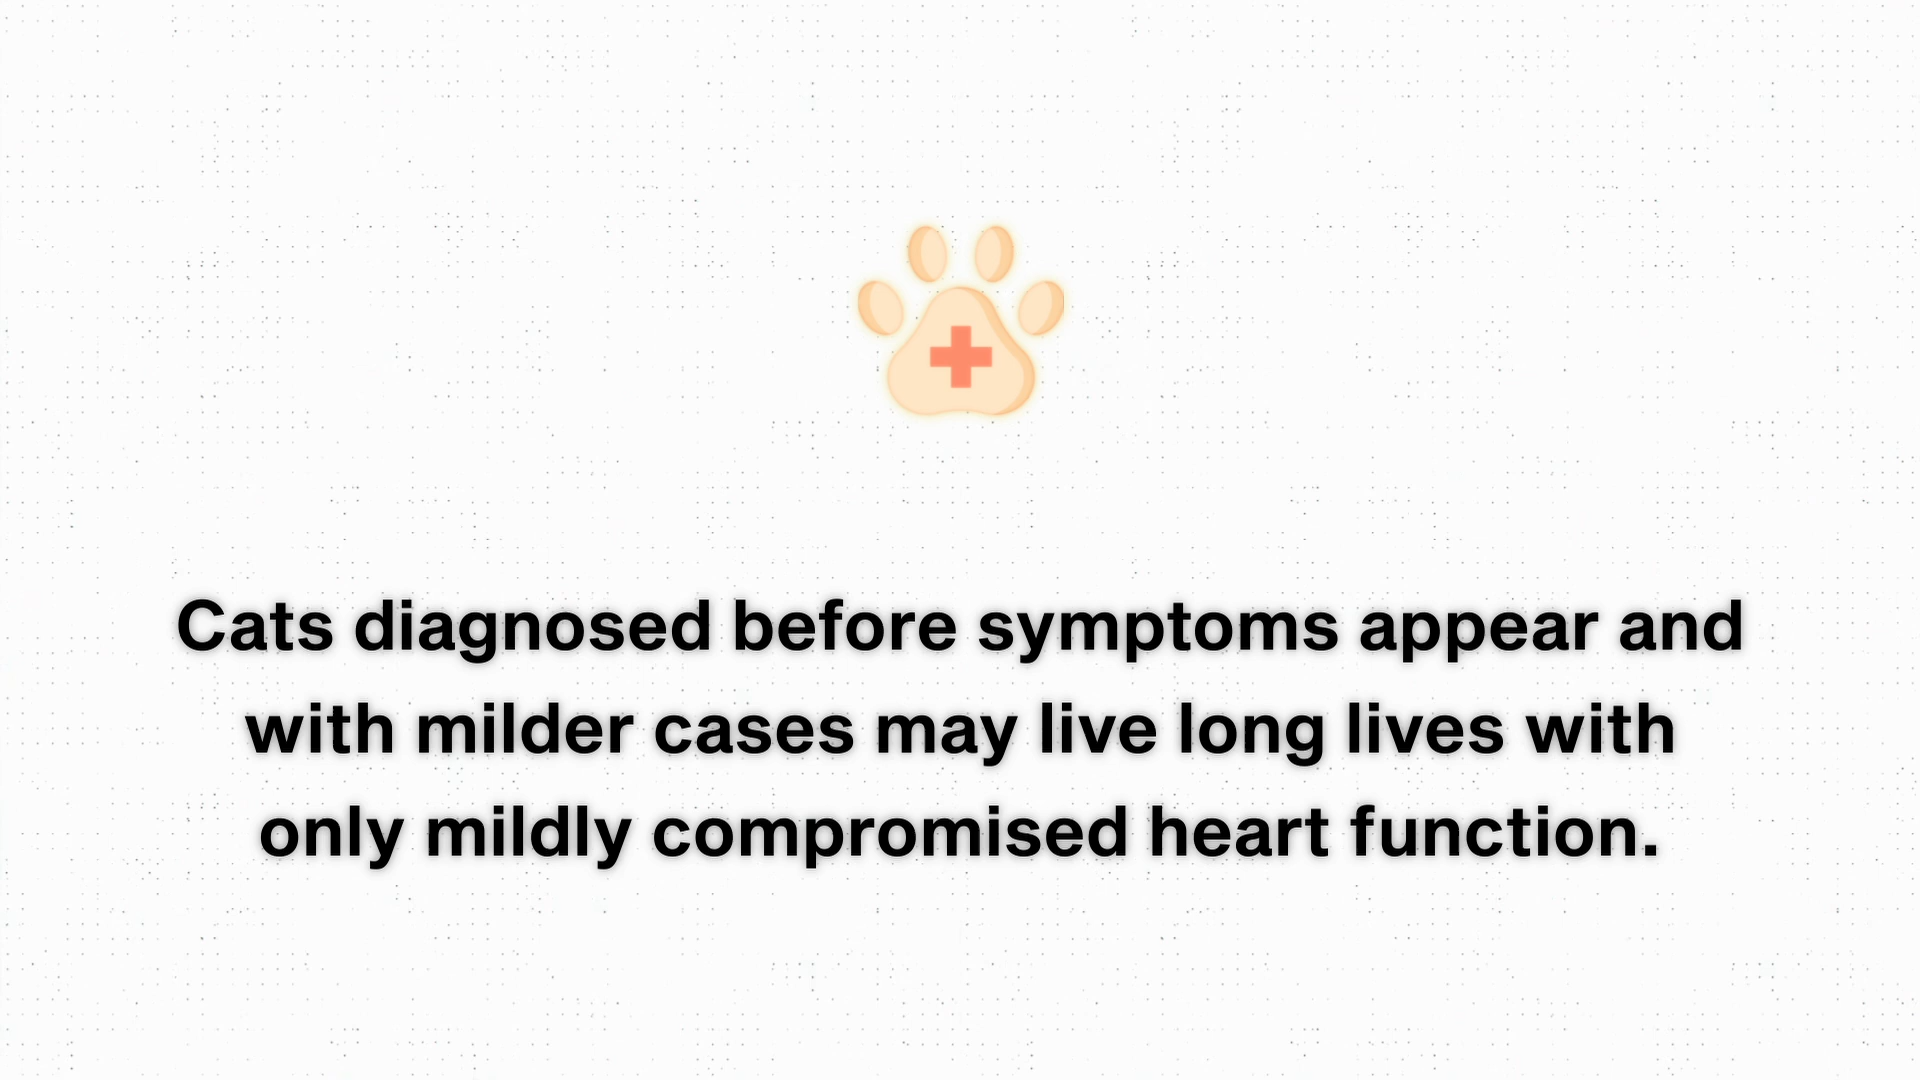 Cats diagnosed before symptoms appear and
with milder cases may live long lives with
only mildly compromised heart function.